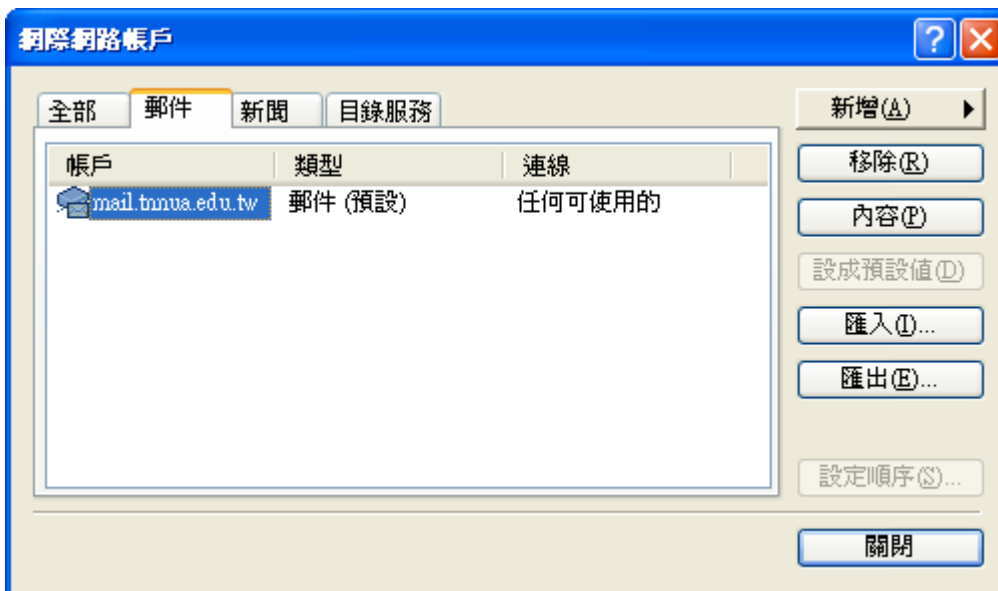 網際網路帳戶
全部 郵件 新聞 目錄服務
新增(A)
帳戶 類型 連線
移除(R)
mail.tnnua.edu.tw 郵件 (預設) 任何可使用的
內容(P)
設成預設值(D)
匯入(I)...
匯出(E)...
設定順序(S)...
關閉